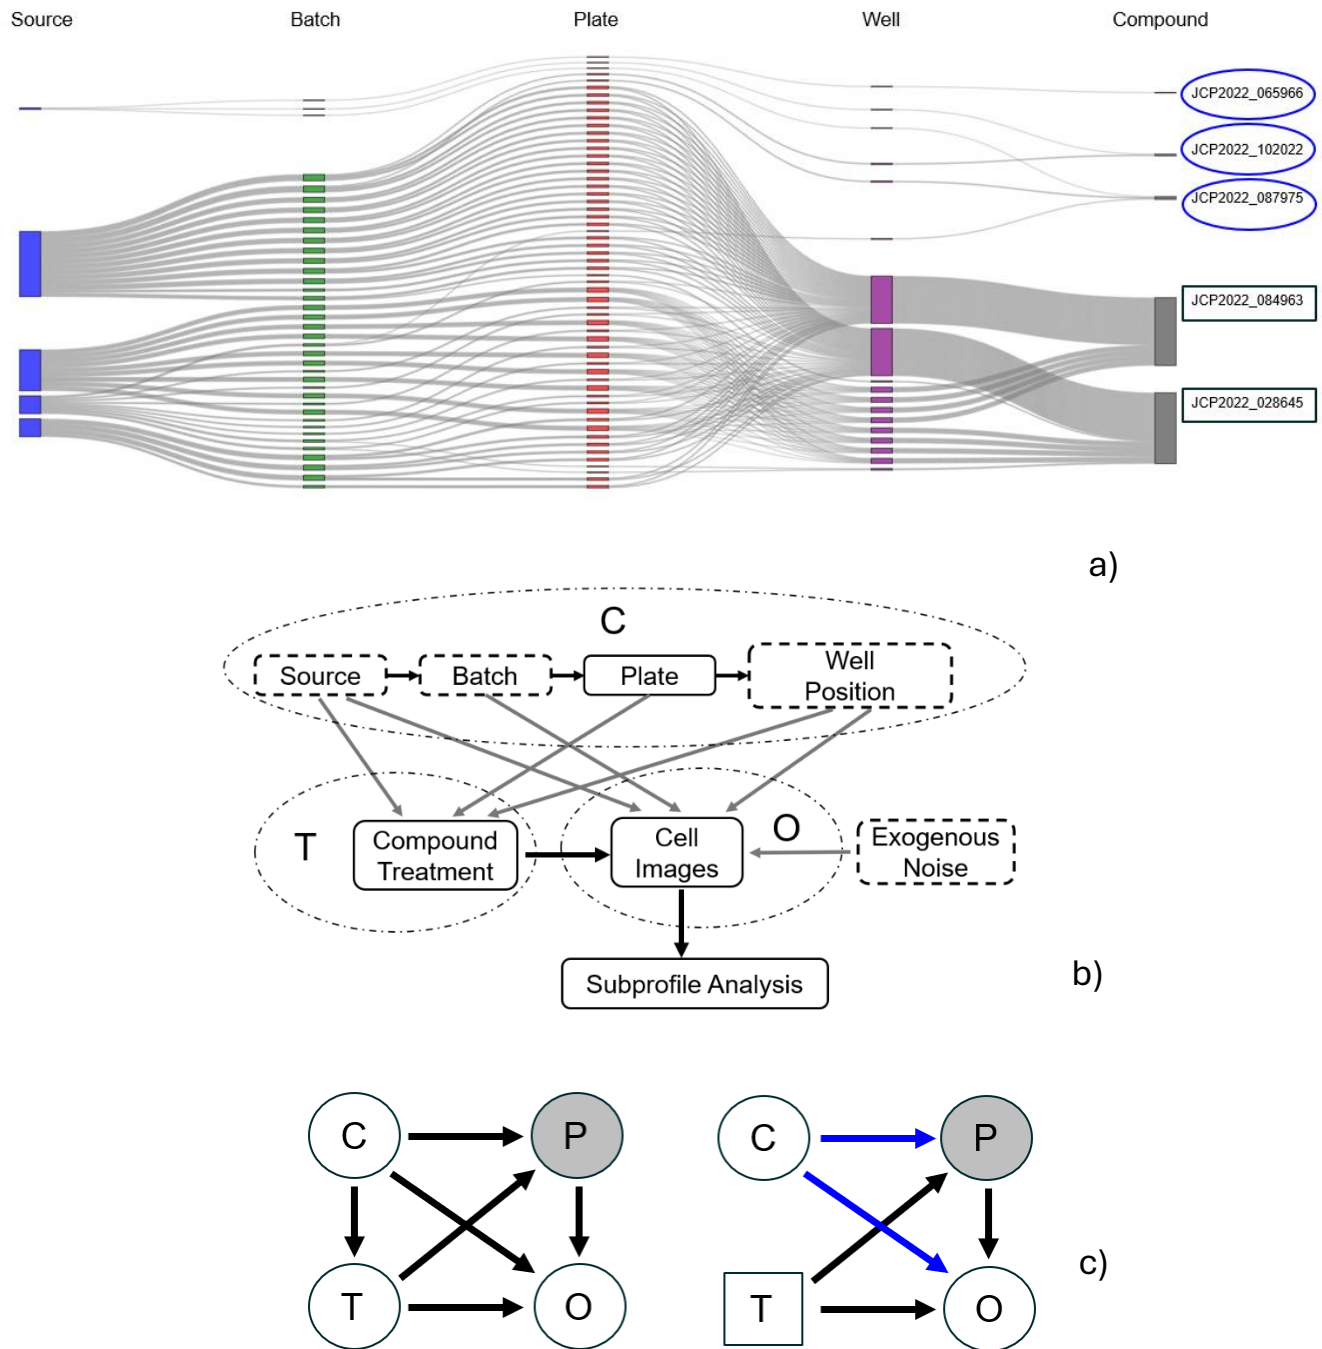 Source Batch Plate Well Compound
JCP2022_065966
JCP2022_102022
JCP2022_087975
JCP2022_084963
JCP2022_028645
a)
C
Source Batch Plate Well
Position
T Compound
Treatment
Cell
Images
O
Exogenous
Noise
Subprofile Analysis
b)
C P C P
T O T O
c)